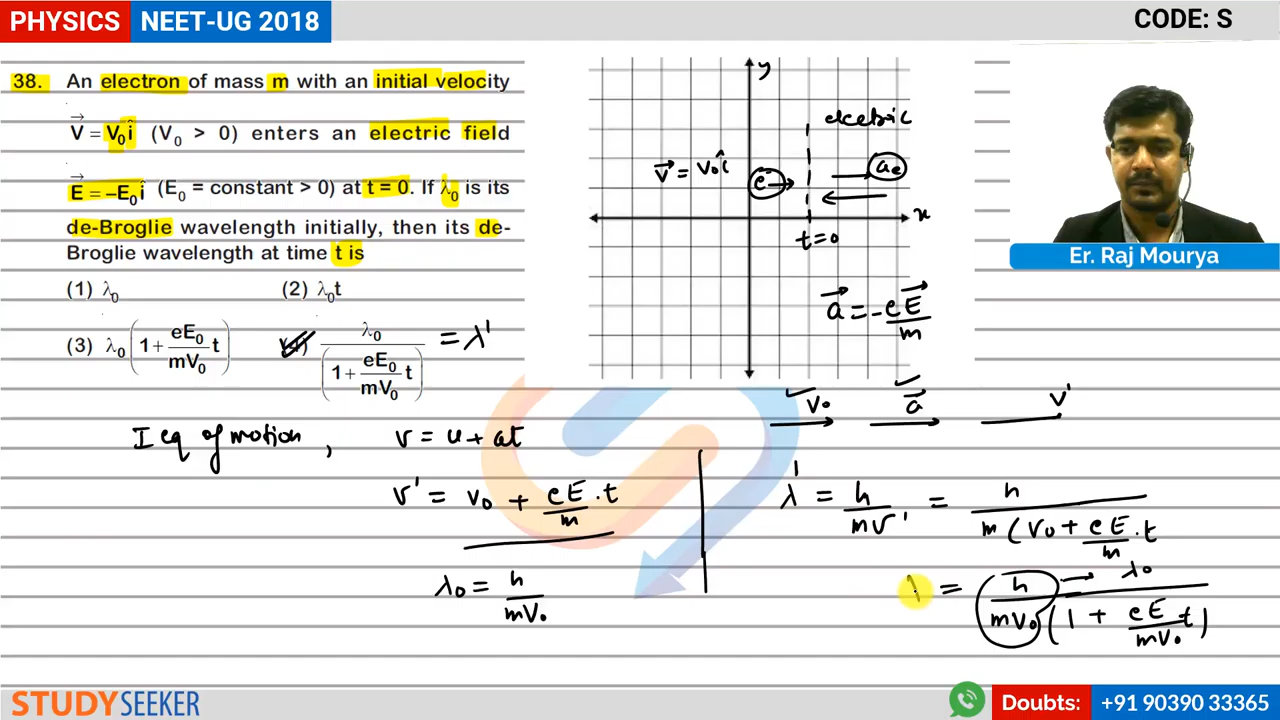 PHYSICS NEET-UG 2018
CODE: S
38. An electron of mass m with an initial velocity
V⃗ = V₀î (V₀ > 0) enters an electric field
E⃗ = –E₀î (E₀ = constant > 0) at t = 0. If λ₀ is its
de-Broglie wavelength initially, then its de-
Broglie wavelength at time t is
(1) λ₀ (2) λ₀t
(3) λ₀(1 + eE₀/mV₀ t) λ₀/(1 + eE₀/mV₀ t) = λ'
y
electric
v⃗ = v₀î
e⁻
ae
x
t=0
a⃗ = -eE⃗/m
v₀ a⃗ v'
I eq of motion, v = u + at
v' = v₀ + eE/m . t
λ₀ = h/mv₀
λ' = h/mv' = h/m(v₀ + eE/m . t
= h/mv₀(1 + eE/mv₀ t) → λ₀
Er. Raj Mourya
STUDY SEEKER
Doubts: +91 90390 33365